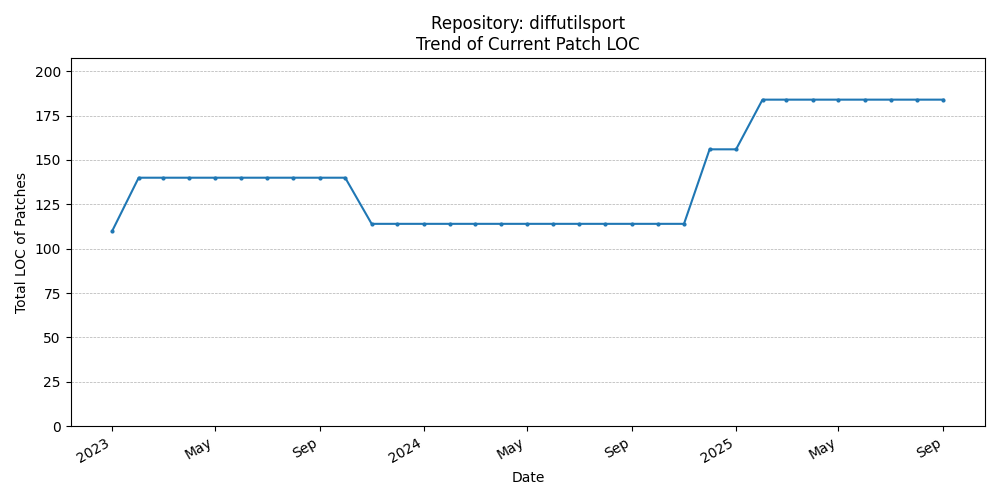 Repository: diffutilsport
Trend of Current Patch LOC
Total LOC of Patches
200
175
150
125
100
75
50
25
0
2023
May
Sep
2024
May
Sep
2025
May
Sep
Date